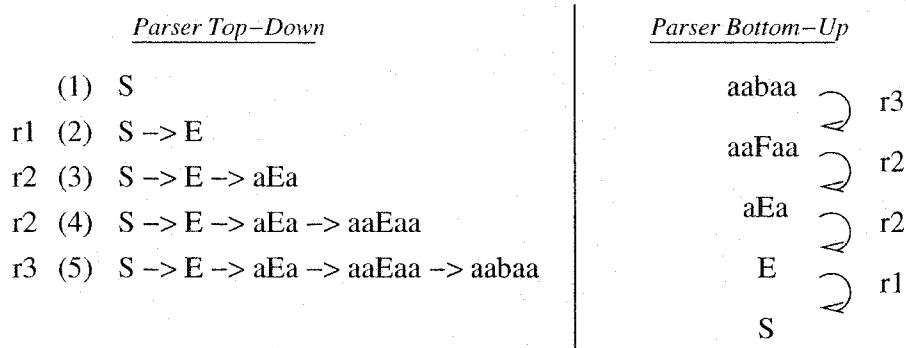 Parser Top-Down
(1) S
r1 (2) S -> E
r2 (3) S -> E -> aEa
r2 (4) S -> E -> aEa -> aaEaa
r3 (5) S -> E -> aEa -> aaEaa -> aabaa
Parser Bottom-Up
aabaa
r3
aaFaa
r2
aEa
r2
E
r1
S